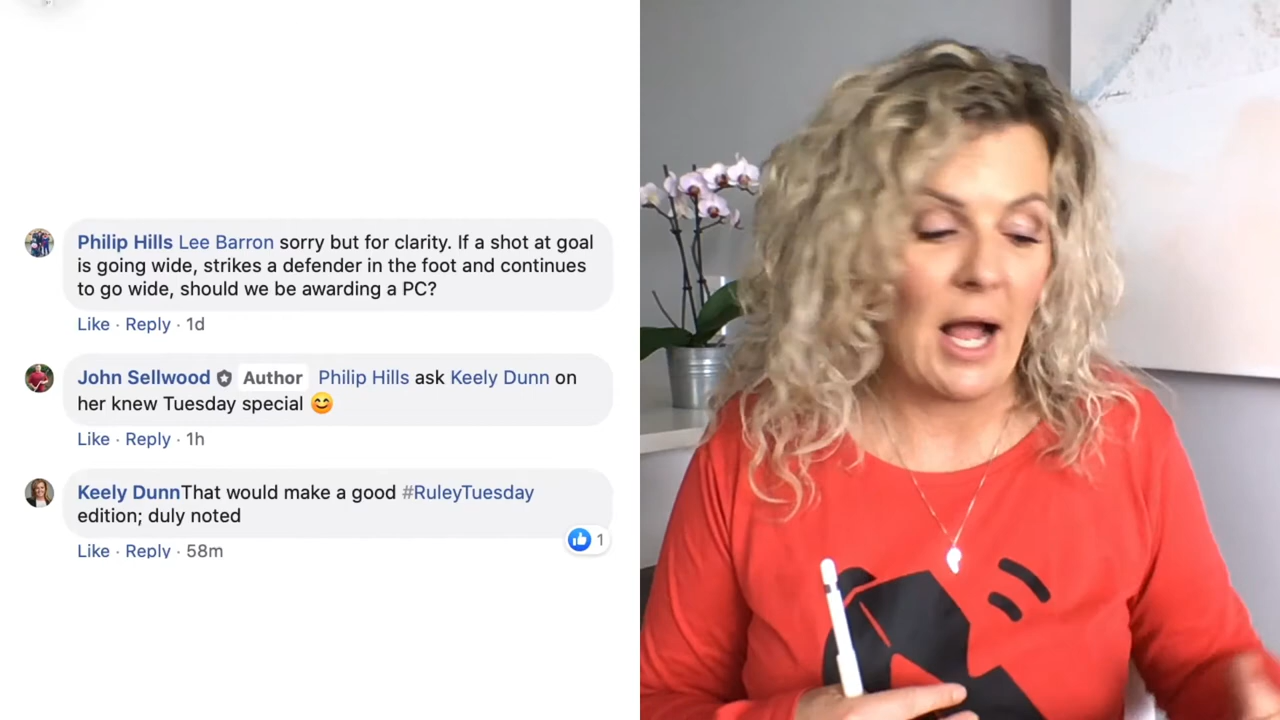 Philip Hills Lee Barron sorry but for clarity. If a shot at goal
is going wide, strikes a defender in the foot and continues
to go wide, should we be awarding a PC?
Like · Reply · 1d
John Sellwood Author Philip Hills ask Keely Dunn on
her knew Tuesday special 😊
Like · Reply · 1h
Keely DunnThat would make a good #RuleyTuesday
edition; duly noted
1
Like · Reply · 58m